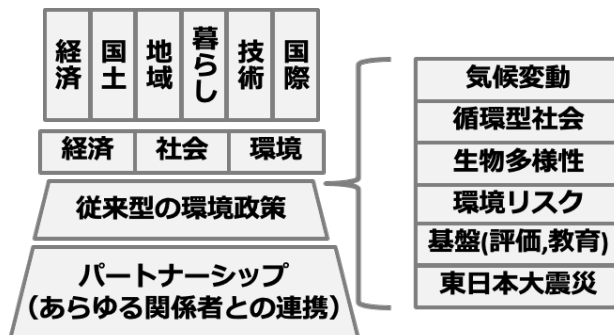 経済
国土
地域
暮らし
技術
国際
経済
社会
環境
従来型の環境政策
パートナーシップ
（あらゆる関係者との連携）
気候変動
循環型社会
生物多様性
環境リスク
基盤(評価,教育)
東日本大震災